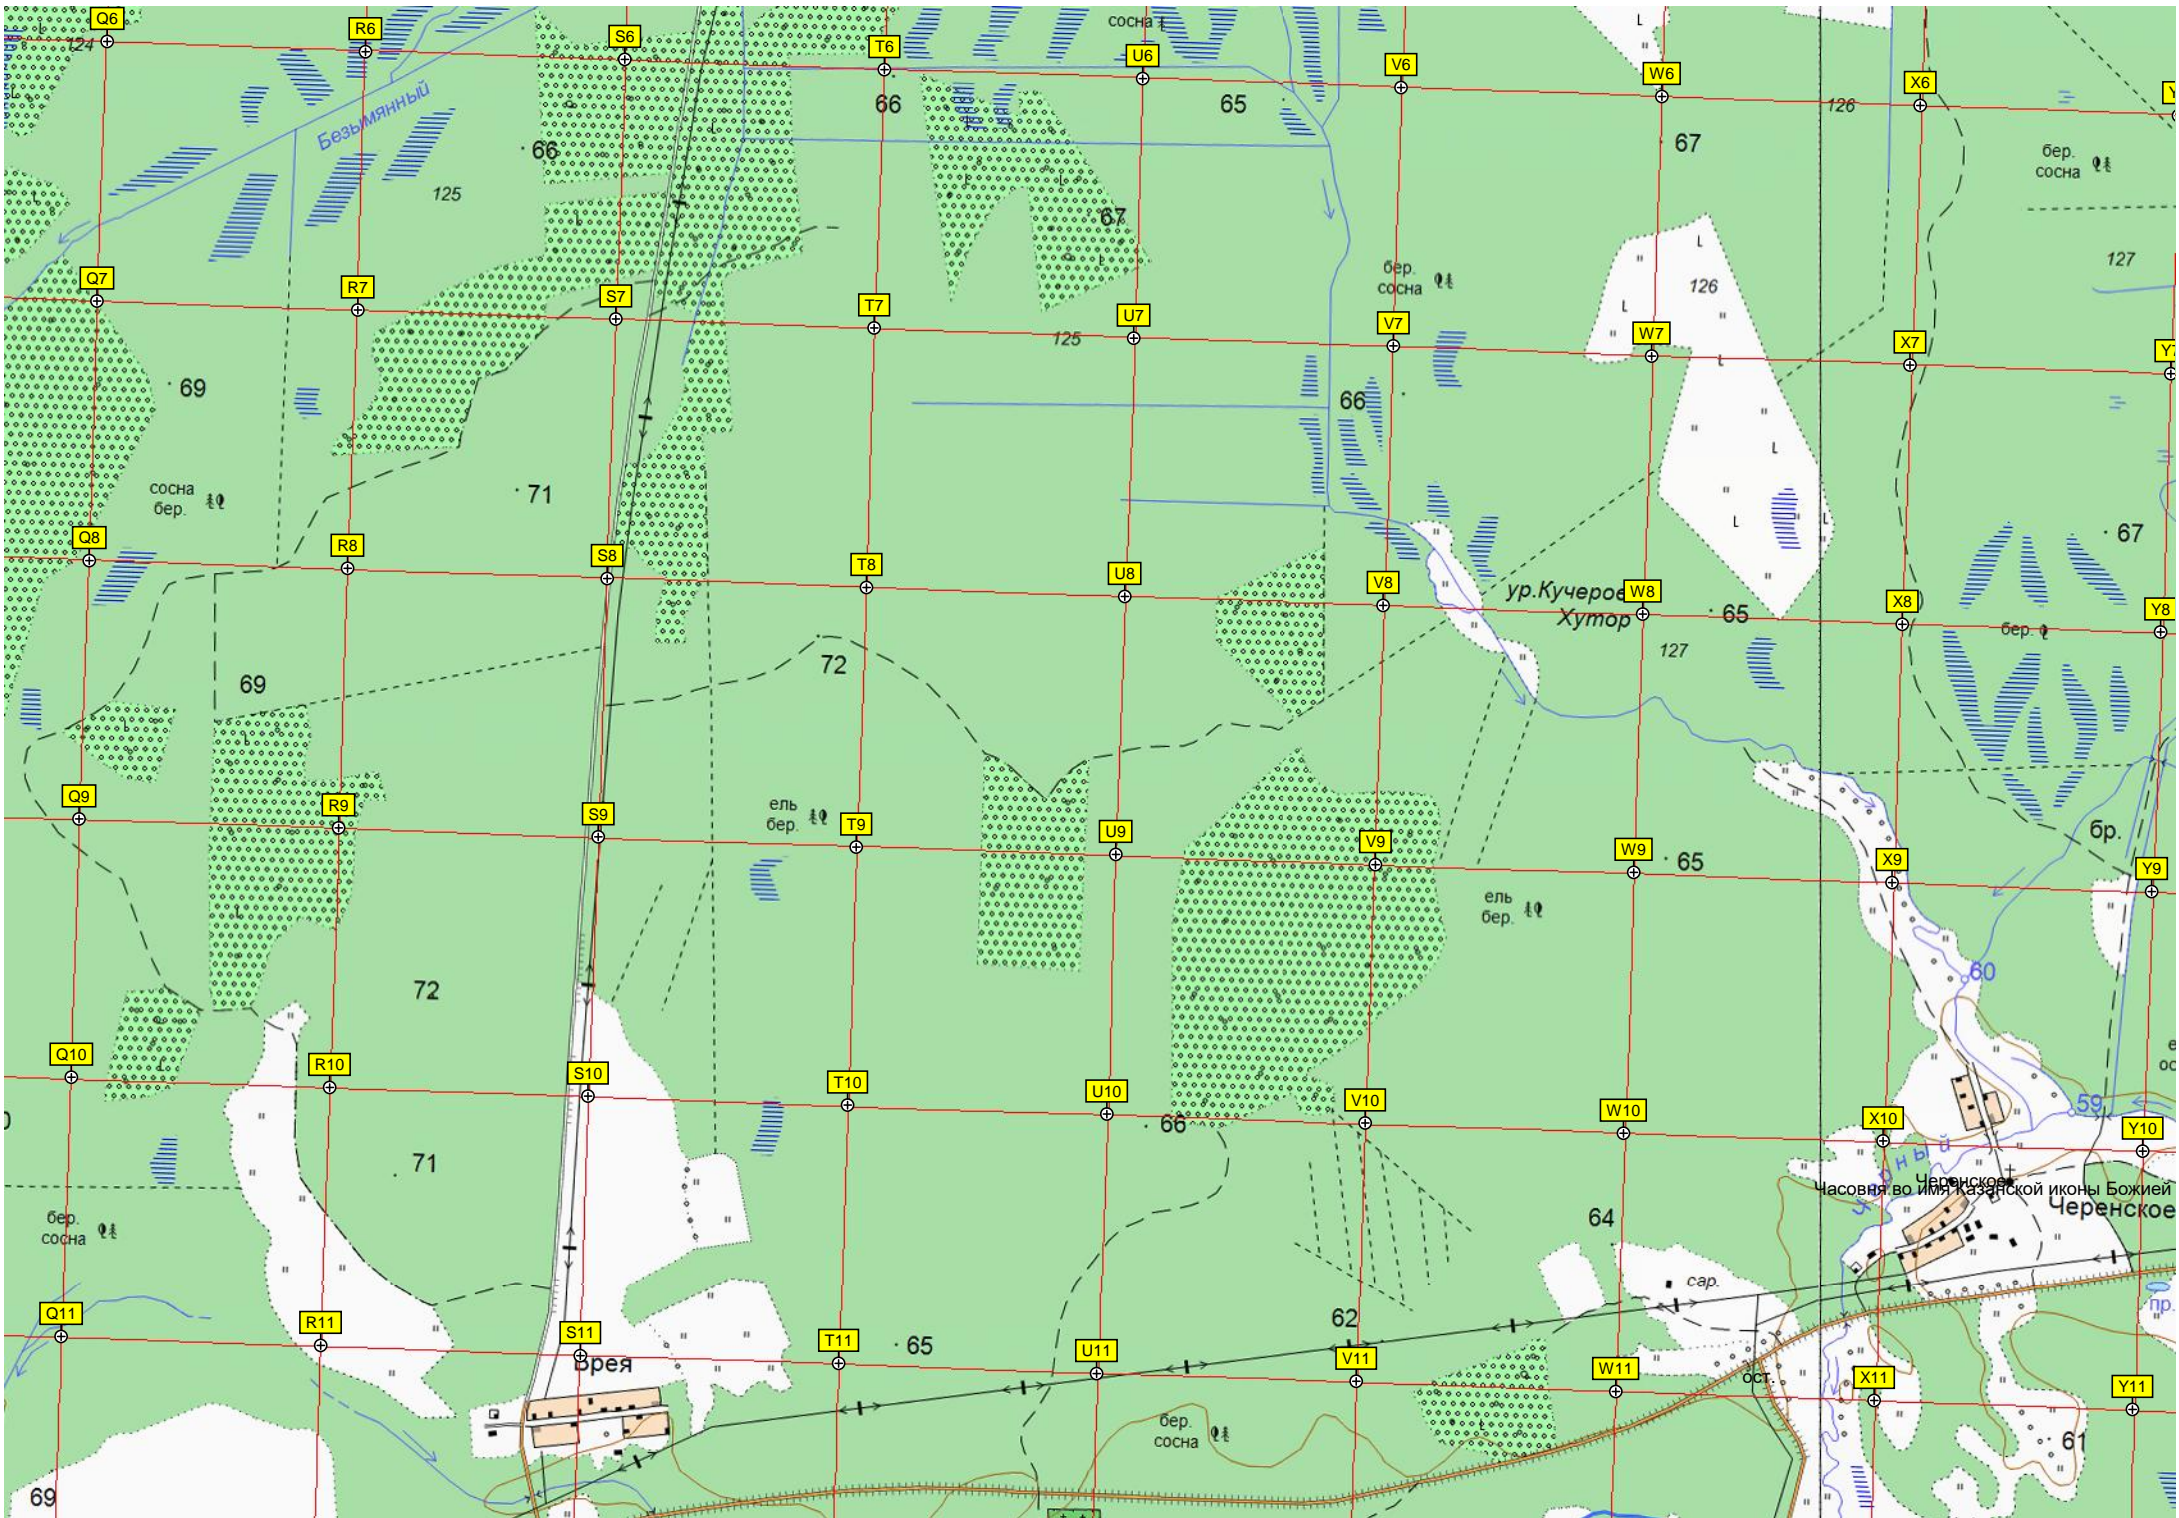 Q6
R6
S6
T6
U6
V6
W6
X6
сосна
124
66
65
126
Безымянный
66
67
бер.
сосна
125
67
127
бер.
сосна
126
Q7
R7
S7
T7
U7
V7
W7
X7
Y7
125
69
66
сосна
бер.
71
67
Q8
R8
S8
T8
U8
V8
W8
X8
Y8
ур.Кучеров
Хутор
65
бер.
127
69
72
Q9
R9
S9
T9
U9
V9
W9
X9
Y9
ель
бер.
бр.
65
ель
бер.
60
72
Q10
R10
S10
T10
U10
V10
W10
X10
Y10
59
66
Черный
71
Черенское
Часовня во имя Казанской иконы Божией
Черенское
бер.
сосна
64
сар.
62
пр.
Q11
R11
S11
T11
U11
V11
W11
X11
Y11
Врея
65
ост.
бер.
сосна
61
69